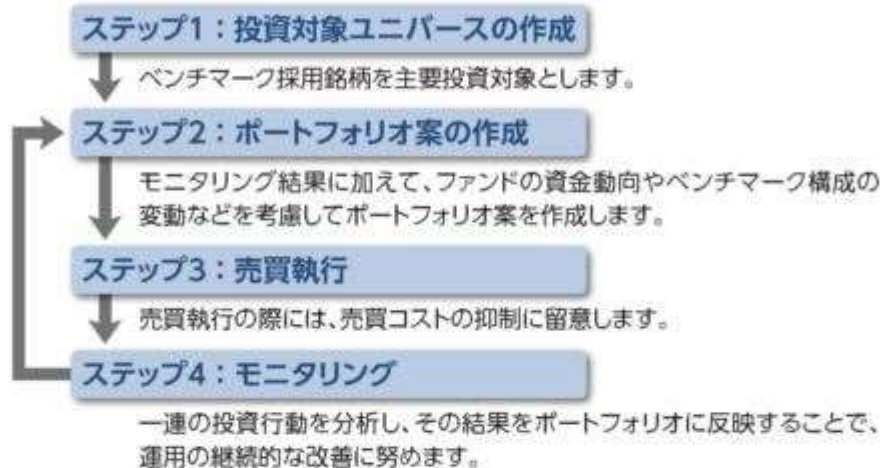 ステップ1：投資対象ユニバースの作成
ベンチマーク採用銘柄を主要投資対象とします。
ステップ2：ポートフォリオ案の作成
モニタリング結果に加えて、ファンドの資金動向やベンチマーク構成の
変動などを考慮してポートフォリオ案を作成します。
ステップ3：売買執行
売買執行の際には、売買コストの抑制に留意します。
ステップ4：モニタリング
一連の投資行動を分析し、その結果をポートフォリオに反映することで、
運用の継続的な改善に努めます。